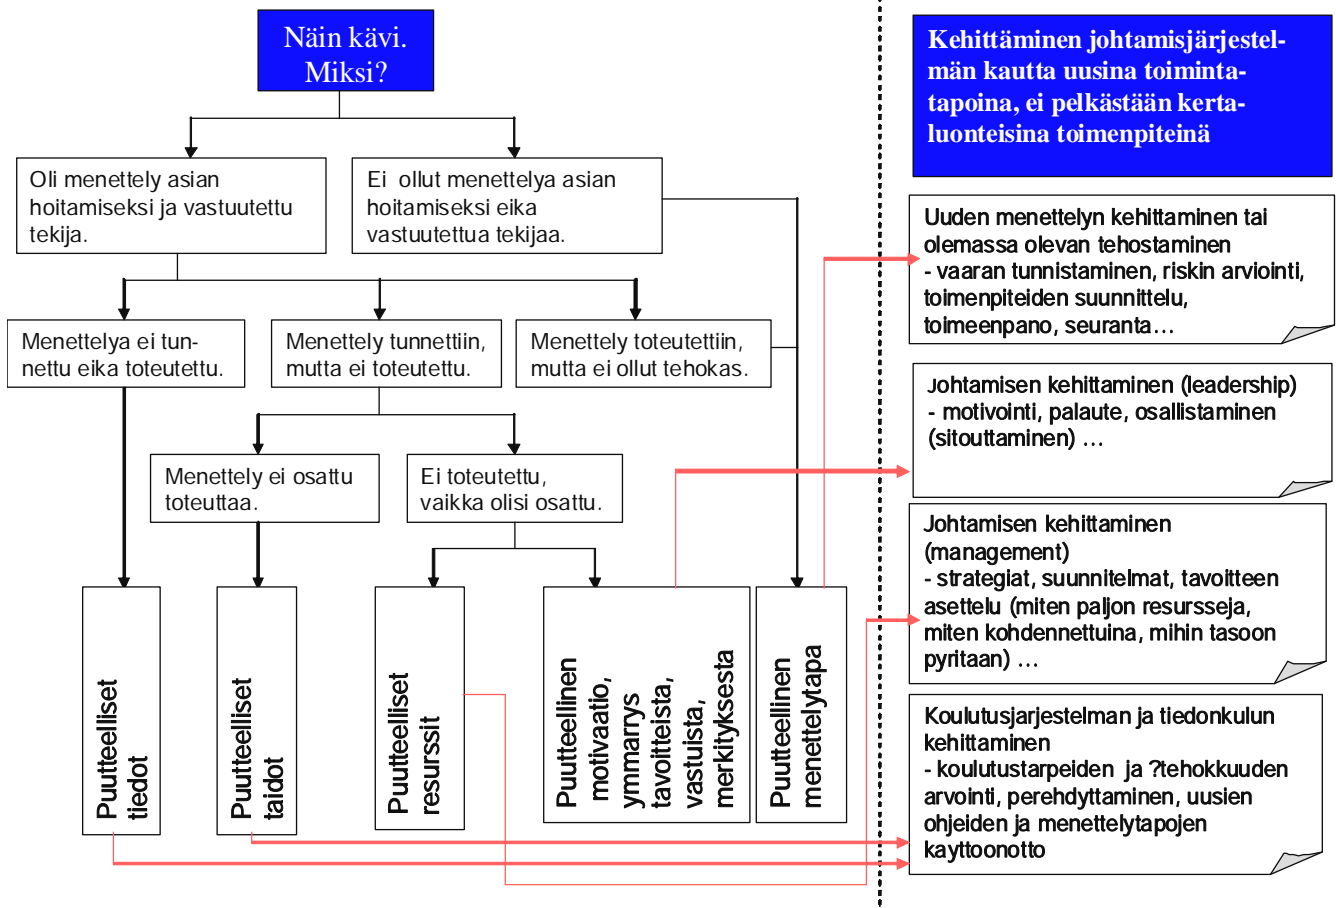 Näin kävi.
Miksi?
Oli menettely asian
hoitamiseksi ja vastuutettu
tekija.
Ei ollut menettelya asian
hoitamiseksi eika
vastuutettua tekijaa.
Menettelya ei tun-
nettu eika toteutettu.
Menettely tunnettiin,
mutta ei toteutettu.
Menettely toteutettiin,
mutta ei ollut tehokas.
Menettely ei osattu
toteuttaa.
Ei toteutettu,
vaikka olisi osattu.
Puutteelliset
tiedot
Puutteelliset
taidot
Puutteelliset
resurssit
Puutteellinen
motivaatio,
ymmarrys
tavoitteista,
vastuista,
merkityksesta
Puutteellinen
menettelytapa
Kehittäminen johtamisjärjestel-
män kautta uusina toiminta-
tapoina, ei pelkästään kerta-
luonteisina toimenpiteinä
Uuden menettelyn kehittaminen tai
olemassa olevan tehostaminen
- vaaran tunnistaminen, riskin arviointi,
toimenpiteiden suunnittelu,
toimeenpano, seuranta…
Johtamisen kehittaminen (leadership)
- motivointi, palaute, osallistaminen
(sitouttaminen) …
Johtamisen kehittaminen
(management)
- strategiat, suunnitelmat, tavoitteen
asettelu (miten paljon resursseja,
miten kohdennettuina, mihin tasoon
pyritaan) …
Koulutusjarjestelman ja tiedonkulun
kehittaminen
- koulutustarpeiden ja ?tehokkuuden
arvointi, perehdyttaminen, uusien
ohjeiden ja menettelytapojen
kayttoonotto